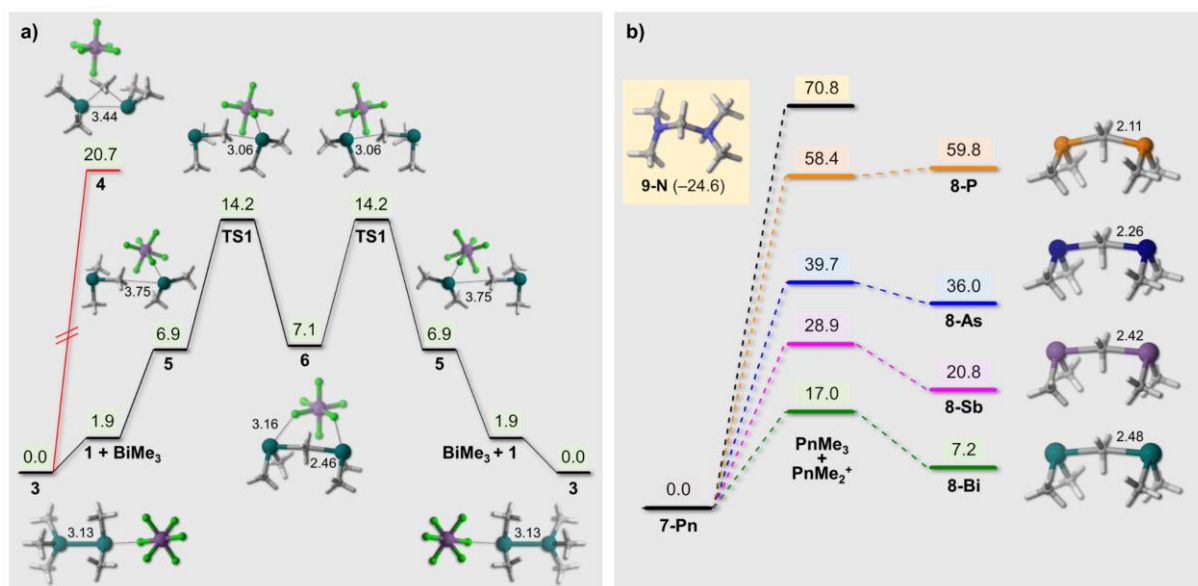 a)
3.44
20.7
4
3.06
3.06
14.2
TS1
14.2
TS1
3.75
3.75
6.9
5
7.1
6
6.9
5
3.16
2.46
1.9
1 + BiMe₃
1.9
BiMe₃ + 1
0.0
3
0.0
3
3.13
3.13
b)
9-N (–24.6)
70.8
58.4
59.8
8-P
2.11
39.7
36.0
8-As
2.26
28.9
20.8
8-Sb
2.42
17.0
PnMe₃
+
PnMe₂⁺
7.2
8-Bi
2.48
0.0
7-Pn